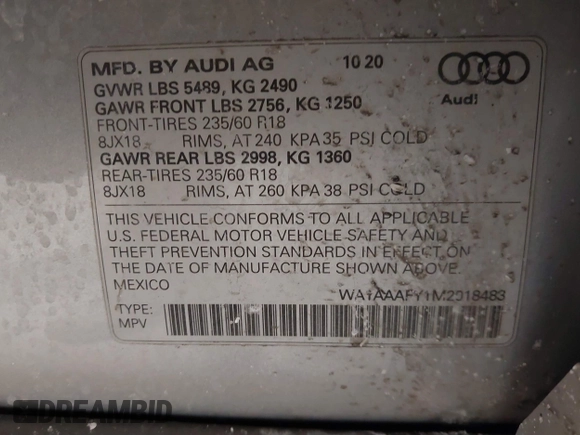 MFD. BY AUDI AG 10 20
GVWR LBS 5489, KG 2490
GAWR FRONT LBS 2756, KG 1250
Audi
FRONT-TIRES 235/60 R18
8JX18 RIMS, AT 240 KPA 35 PSI COLD
GAWR REAR LBS 2998, KG 1360
REAR-TIRES 235/60 R18
8JX18 RIMS, AT 260 KPA 38 PSI COLD
THIS VEHICLE CONFORMS TO ALL APPLICABLE
U.S. FEDERAL MOTOR VEHICLE SAFETY AND
THEFT PREVENTION STANDARDS IN EFFECT ON
THE DATE OF MANUFACTURE SHOWN ABOVE.
MEXICO
WA1AAAFY1M2018483
TYPE:
MPV
DREAMBID